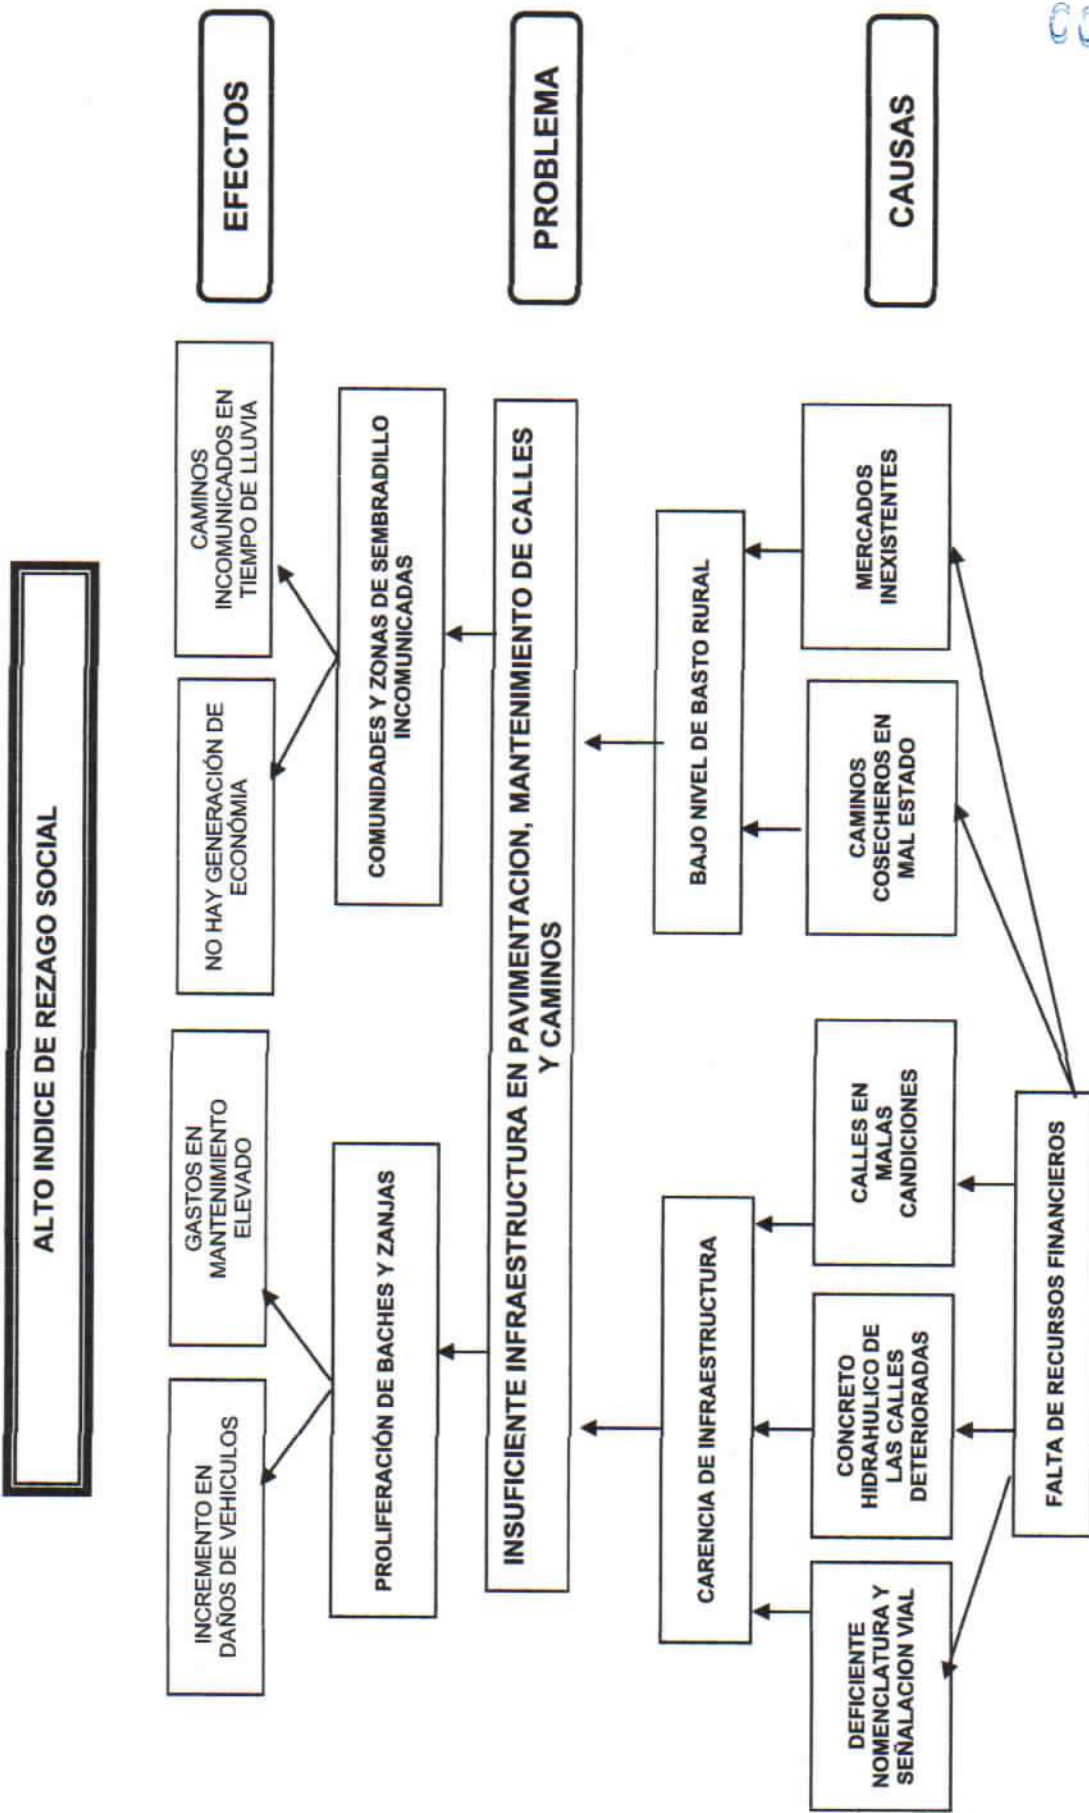 ALTO INDICE DE REZAGO SOCIAL
INCREMENTO EN
DAÑOS DE VEHICULOS
GASTOS EN
MANTENIMIENTO
ELEVADO
NO HAY GENERACIÓN DE
ECONÓMIA
CAMINOS
INCOMUNICADOS EN
TIEMPO DE LLUVIA
EFECTOS
PROLIFERACIÓN DE BACHES Y ZANJAS
COMUNIDADES Y ZONAS DE SEMBRADILLO
INCOMUNICADAS
INSUFICIENTE INFRAESTRUCTURA EN PAVIMENTACION, MANTENIMIENTO DE CALLES
Y CAMINOS
PROBLEMA
CARENCIA DE INFRAESTRUCTURA
BAJO NIVEL DE BASTO RURAL
DEFICIENTE
NOMENCLATURA Y
SEÑALACION VIAL
CONCRETO
HIDRAHULICO DE
LAS CALLES
DETERIORADAS
CALLES EN
MALAS
CANDICIONES
CAMINOS
COSECHEROS EN
MAL ESTADO
MERCADOS
INEXISTENTES
CAUSAS
FALTA DE RECURSOS FINANCIEROS